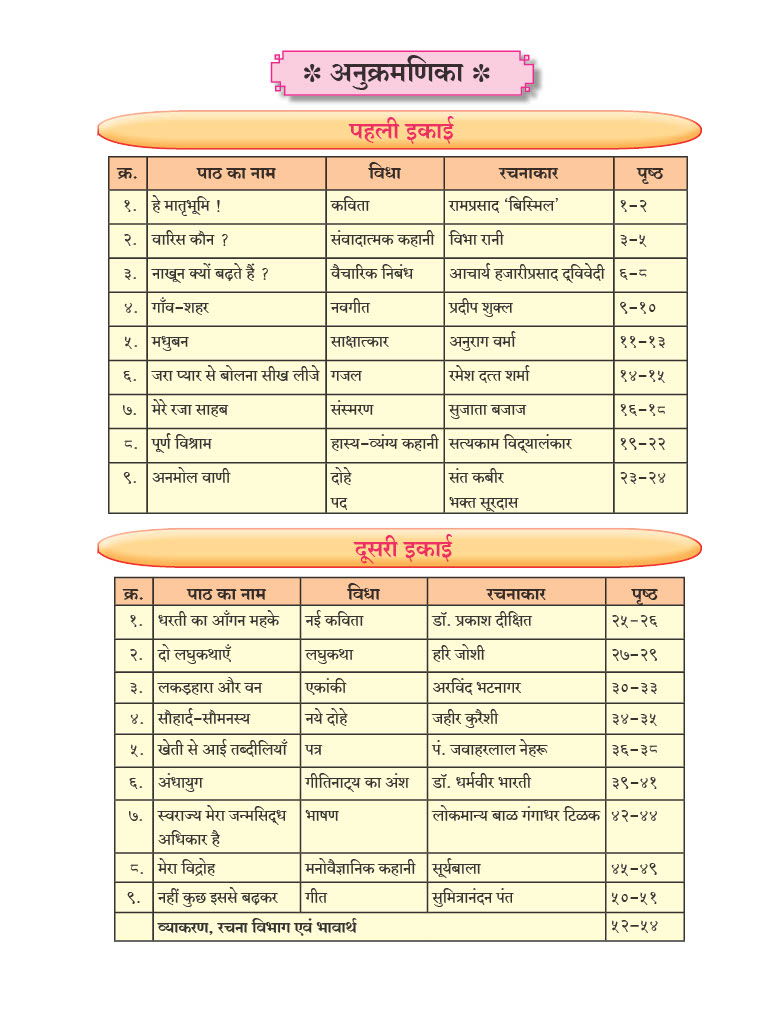 * अनुक्रमणिका *
पहली इकाई
क्र. पाठ का नाम विधा रचनाकार पृष्ठ
१. हे मातृभूमि ! कविता रामप्रसाद ‘बिस्मिल’ १-२
२. वारिस कौन ? संवादात्मक कहानी विभा रानी ३-५
३. नाखून क्यों बढ़ते हैं ? वैचारिक निबंध आचार्य हजारीप्रसाद द्‌विवेदी ६-८
४. गाँव-शहर नवगीत प्रदीप शुक्ल ९-१०
५. मधुबन साक्षात्कार अनुराग वर्मा ११-१३
६. जरा प्यार से बोलना सीख लीजे गजल रमेश दत्त शर्मा १४-१५
७. मेरे रजा साहब संस्मरण सुजाता बजाज १६-१८
८. पूर्ण विश्राम हास्य-व्यंग्य कहानी सत्यकाम विद्‌यालंकार १९-२२
९. अनमोल वाणी दोहे संत कबीर २३-२४
पद भक्त सूरदास
दूसरी इकाई
क्र. पाठ का नाम विधा रचनाकार पृष्ठ
१. धरती का आँगन महके नई कविता डॉ. प्रकाश दीक्षित २५-२६
२. दो लघुकथाएँ लघुकथा हरि जोशी २७-२९
३. लकड़हारा और वन एकांकी अरविंद भटनागर ३०-३३
४. सौहार्द-सौमनस्य नये दोहे जहीर कुरैशी ३४-३५
५. खेती से आई तब्दीलियाँ पत्र पं. जवाहरलाल नेहरू ३६-३८
६. अंधायुग गीतिनाट्‌य का अंश डॉ. धर्मवीर भारती ३९-४१
७. स्वराज्य मेरा जन्मसिद्‌ध भाषण लोकमान्य बाळ गंगाधर टिळक ४२-४४
अधिकार है
८. मेरा विद्रोह मनोवैज्ञानिक कहानी सूर्यबाला ४५-४९
९. नहीं कुछ इससे बढ़कर गीत सुमित्रानंदन पंत ५०-५१
व्याकरण, रचना विभाग एवं भावार्थ ५२-५४